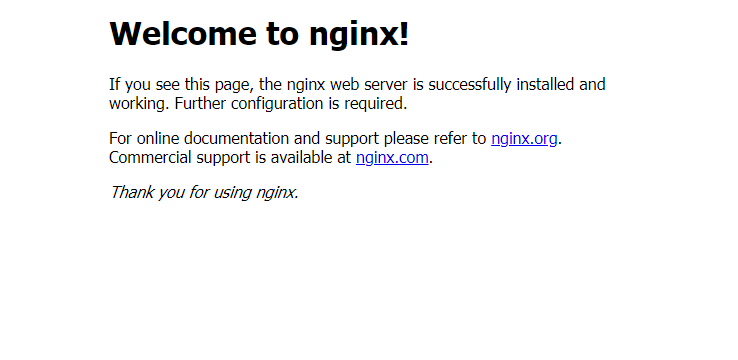 Welcome to nginx!
If you see this page, the nginx web server is successfully installed and
working. Further configuration is required.
For online documentation and support please refer to nginx.org.
Commercial support is available at nginx.com.
Thank you for using nginx.